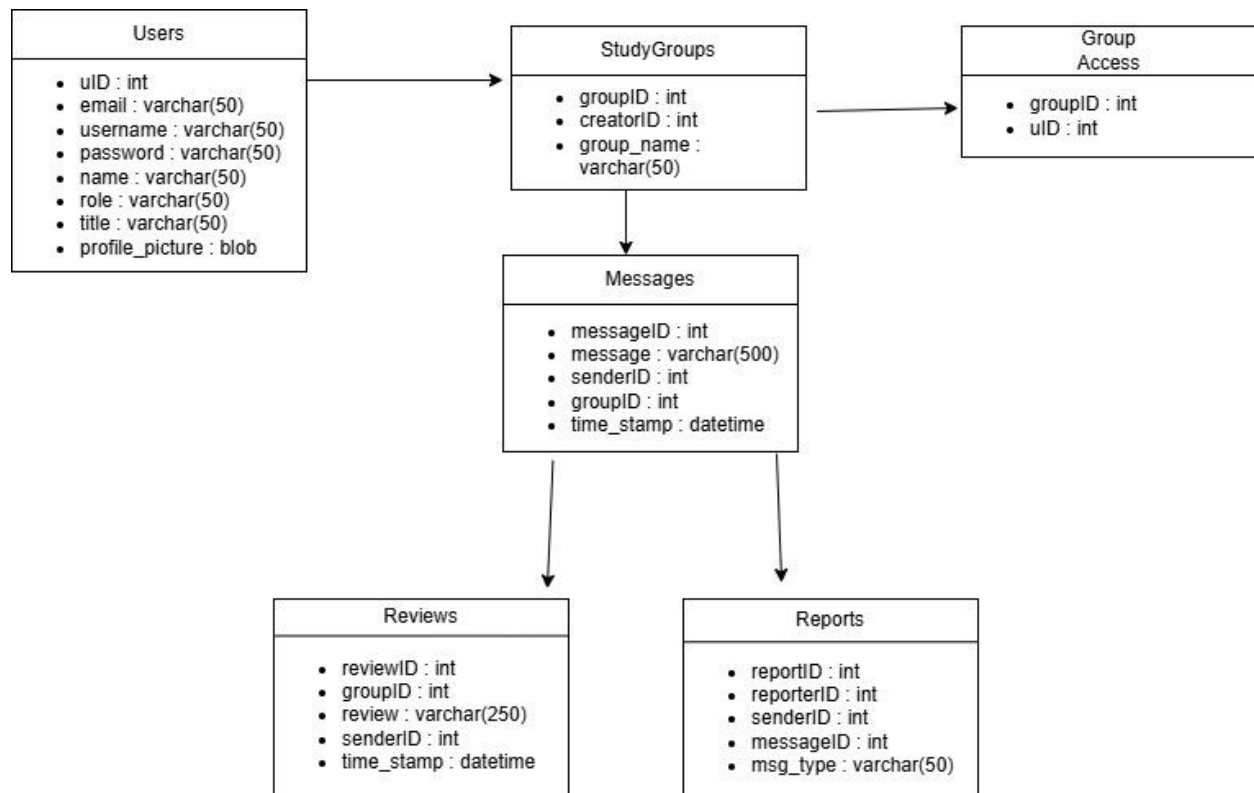 Users
• uID : int
• email : varchar(50)
• username : varchar(50)
• password : varchar(50)
• name : varchar(50)
• role : varchar(50)
• title : varchar(50)
• profile_picture : blob
StudyGroups
• groupID : int
• creatorID : int
• group_name :
varchar(50)
Group
Access
• groupID : int
• uID : int
Messages
• messageID : int
• message : varchar(500)
• senderID : int
• groupID : int
• time_stamp : datetime
Reviews
• reviewID : int
• groupID : int
• review : varchar(250)
• senderID : int
• time_stamp : datetime
Reports
• reportID : int
• reporterID : int
• senderID : int
• messageID : int
• msg_type : varchar(50)